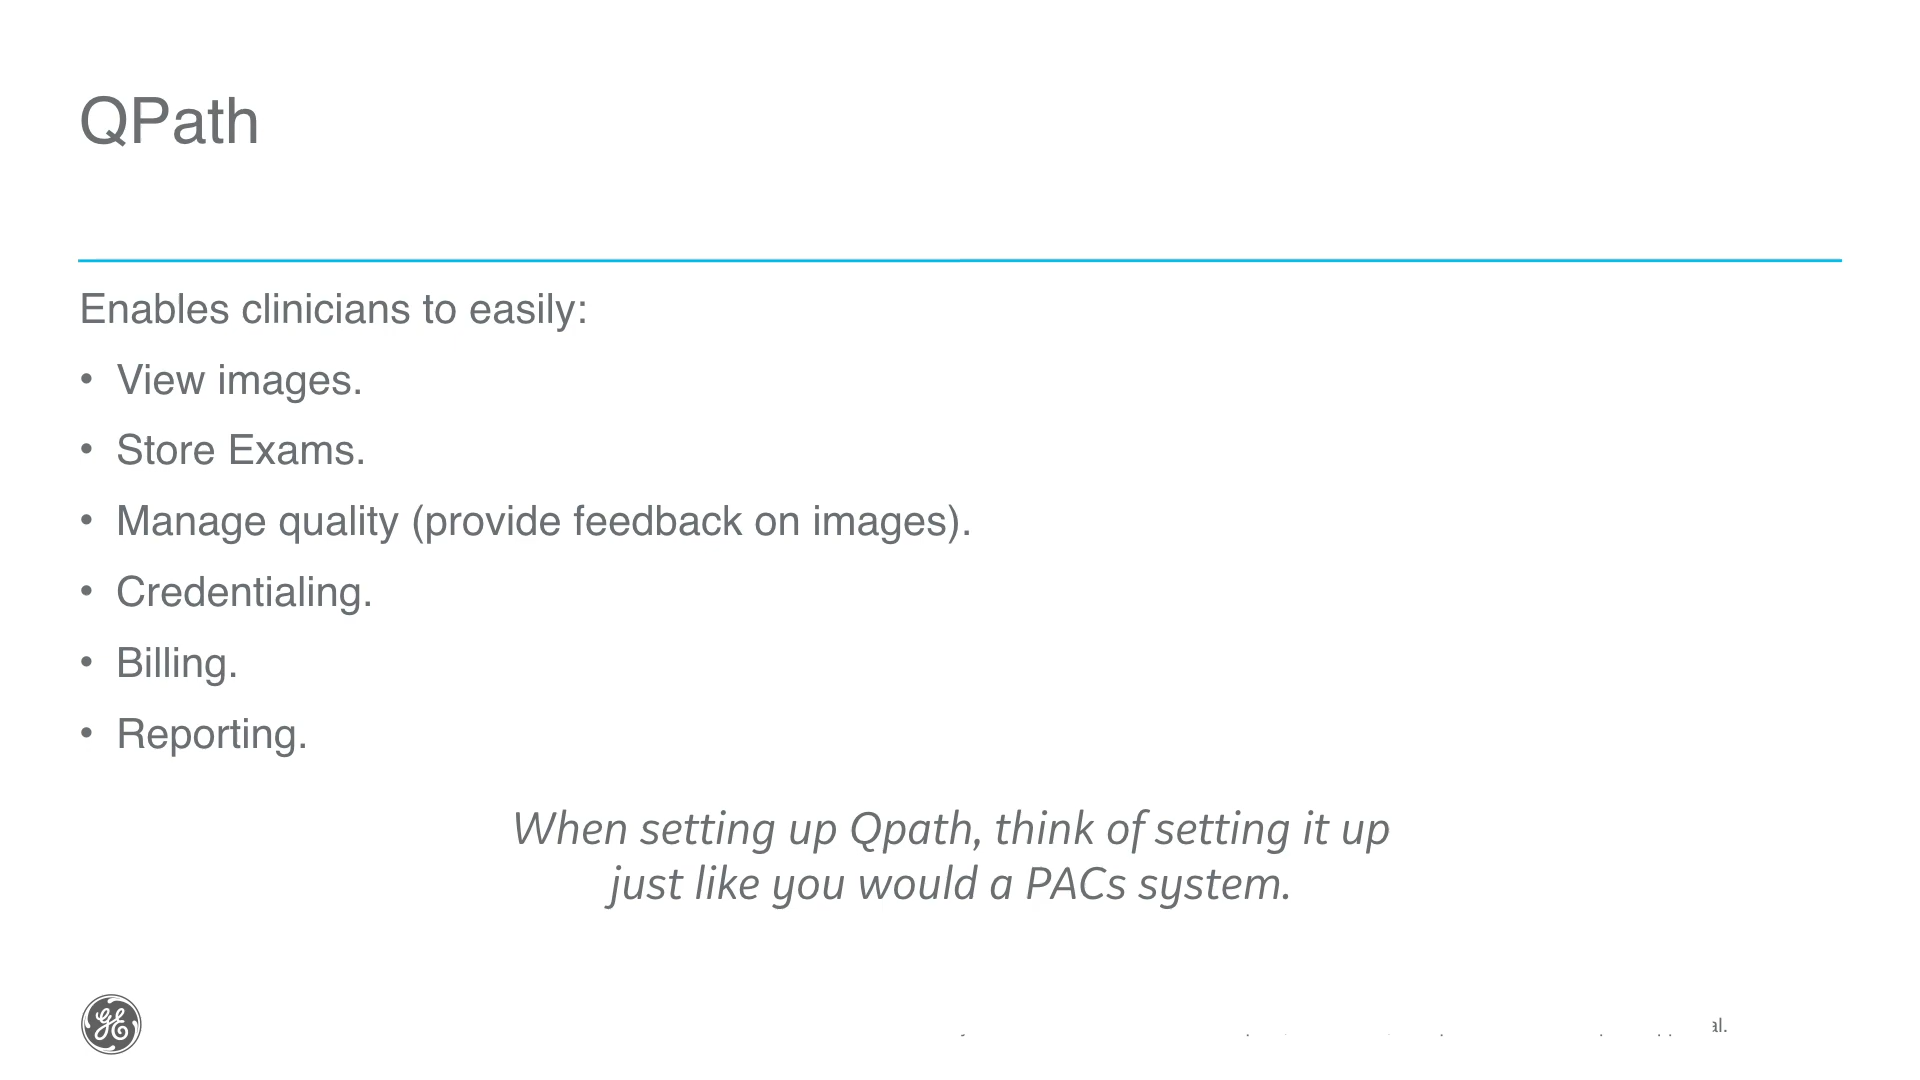 QPath
Enables clinicians to easily:
• View images.
• Store Exams.
• Manage quality (provide feedback on images).
• Credentialing.
• Billing.
• Reporting.
When setting up Qpath, think of setting it up
just like you would a PACs system.
GE